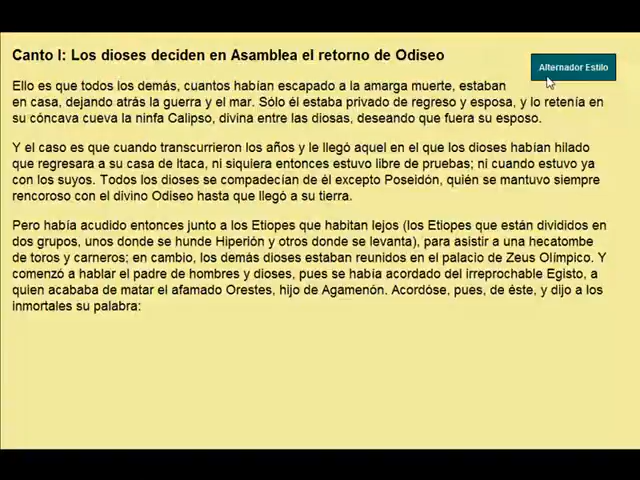 Canto I: Los dioses deciden en Asamblea el retorno de Odiseo
Alternador Estilo
Ello es que todos los demás, cuantos habían escapado a la amarga muerte, estaban
en casa, dejando atrás la guerra y el mar. Sólo él estaba privado de regreso y esposa, y lo retenía en
su cóncava cueva la ninfa Calipso, divina entre las diosas, deseando que fuera su esposo.
Y el caso es que cuando transcurrieron los años y le llegó aquel en el que los dioses habían hilado
que regresara a su casa de Itaca, ni siquiera entonces estuvo libre de pruebas; ni cuando estuvo ya
con los suyos. Todos los dioses se compadecían de él excepto Poseidón, quién se mantuvo siempre
rencoroso con el divino Odiseo hasta que llegó a su tierra.
Pero había acudido entonces junto a los Etiopes que habitan lejos (los Etiopes que están divididos en
dos grupos, unos donde se hunde Hiperión y otros donde se levanta), para asistir a una hecatombe
de toros y carneros; en cambio, los demás dioses estaban reunidos en el palacio de Zeus Olímpico. Y
comenzó a hablar el padre de hombres y dioses, pues se había acordado del irreprochable Egisto, a
quien acababa de matar el afamado Orestes, hijo de Agamenón. Acordóse, pues, de éste, y dijo a los
inmortales su palabra: